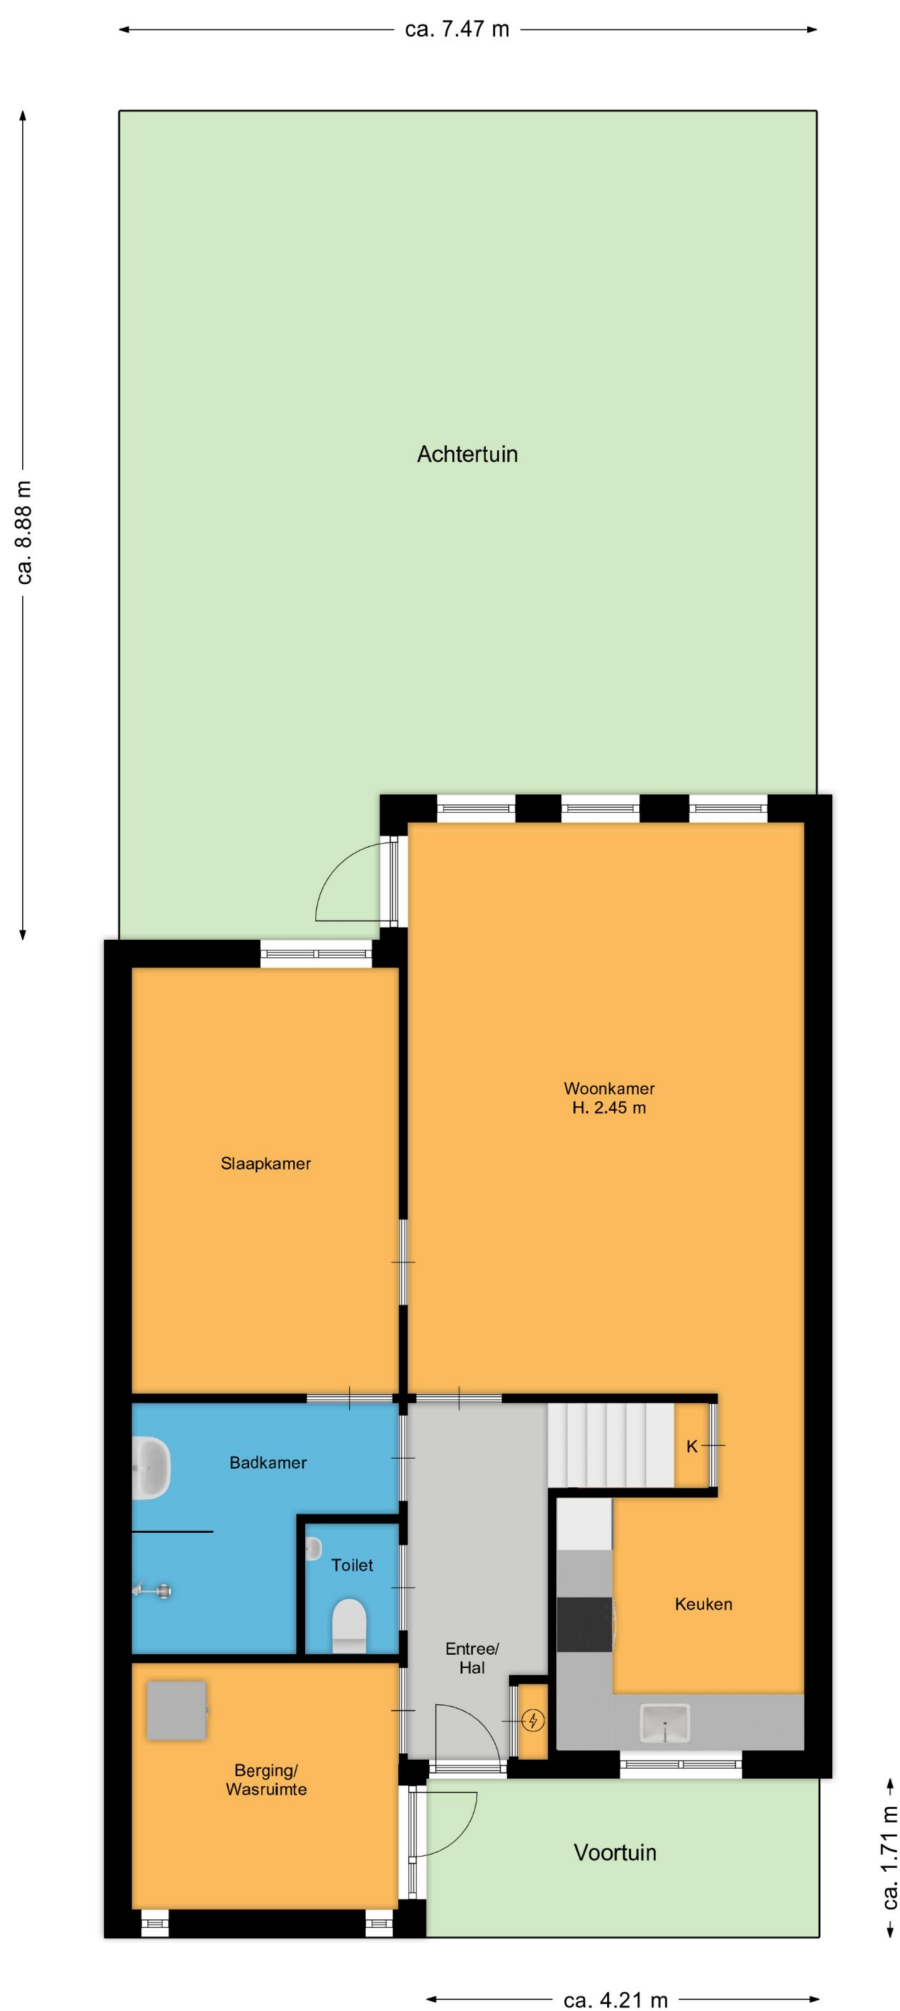 ca. 7.47 m
ca. 8.88 m
Achtertuin
Woonkamer
H. 2.45 m
Slaapkamer
K
Badkamer
Toilet
Keuken
Entree/
Hal
Berging/
Wasruimte
Voortuin
ca. 1.71 m
ca. 4.21 m